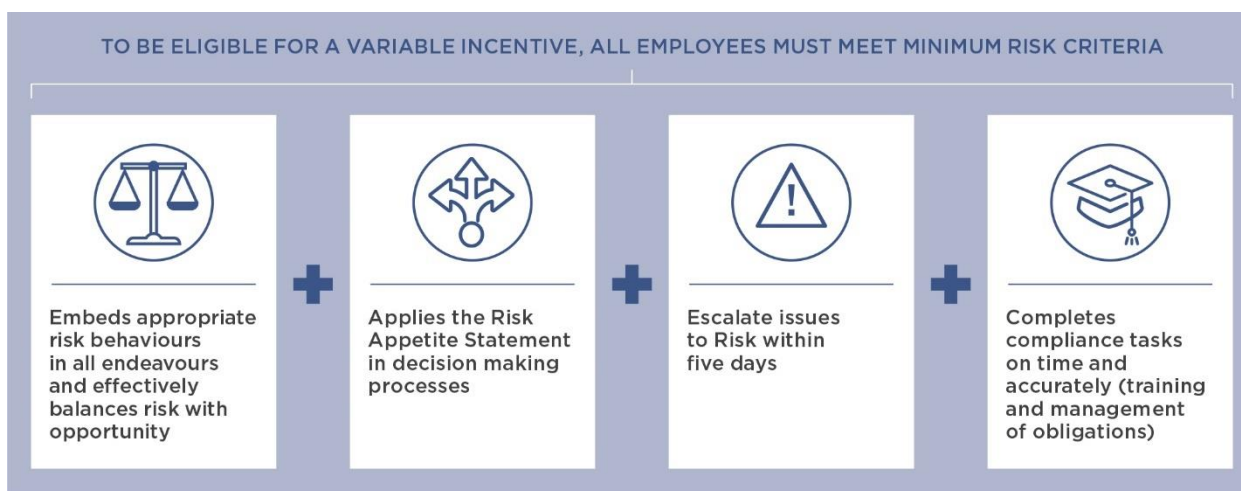 TO BE ELIGIBLE FOR A VARIABLE INCENTIVE, ALL EMPLOYEES MUST MEET MINIMUM RISK CRITERIA
Embeds appropriate
risk behaviours
in all endeavours
and effectively
balances risk with
opportunity
Applies the Risk
Appetite Statement
in decision making
processes
Escalate issues
to Risk within
five days
Completes
compliance tasks
on time and
accurately (training
and management
of obligations)